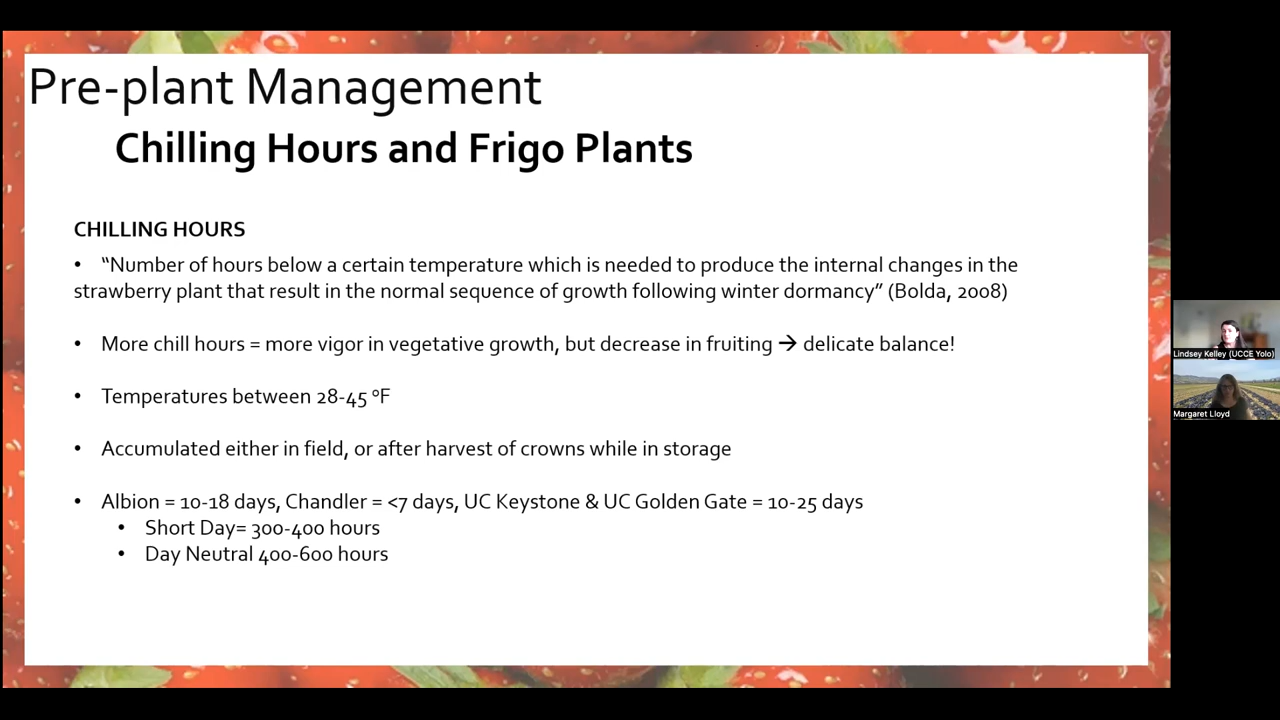 Pre-plant Management
Chilling Hours and Frigo Plants
CHILLING HOURS
• “Number of hours below a certain temperature which is needed to produce the internal changes in the
strawberry plant that result in the normal sequence of growth following winter dormancy” (Bolda, 2008)
• More chill hours = more vigor in vegetative growth, but decrease in fruiting → delicate balance!
• Temperatures between 28-45 ºF
• Accumulated either in field, or after harvest of crowns while in storage
• Albion = 10-18 days, Chandler = <7 days, UC Keystone & UC Golden Gate = 10-25 days
• Short Day= 300-400 hours
• Day Neutral 400-600 hours
Lindsey Kelley (UCCE Yolo)
Margaret Lloyd